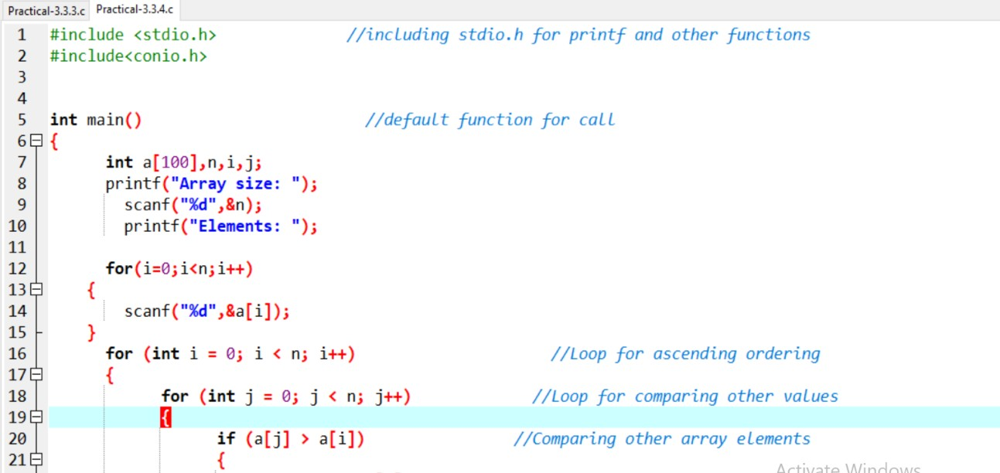 Practical-3.3.3.c Practical-3.3.4.c
1 #include <stdio.h> //including stdio.h for printf and other functions
2 #include<conio.h>
3
4
5 int main() //default function for call
6 {
7 int a[100],n,i,j;
8 printf("Array size: ");
9 scanf("%d",&n);
10 printf("Elements: ");
11
12 for(i=0;i<n;i++)
13 {
14 scanf("%d",&a[i]);
15 }
16 for (int i = 0; i < n; i++) //Loop for ascending ordering
17 {
18 for (int j = 0; j < n; j++) //Loop for comparing other values
19 {
20 if (a[j] > a[i]) //Comparing other array elements
21 {
Activate Windows